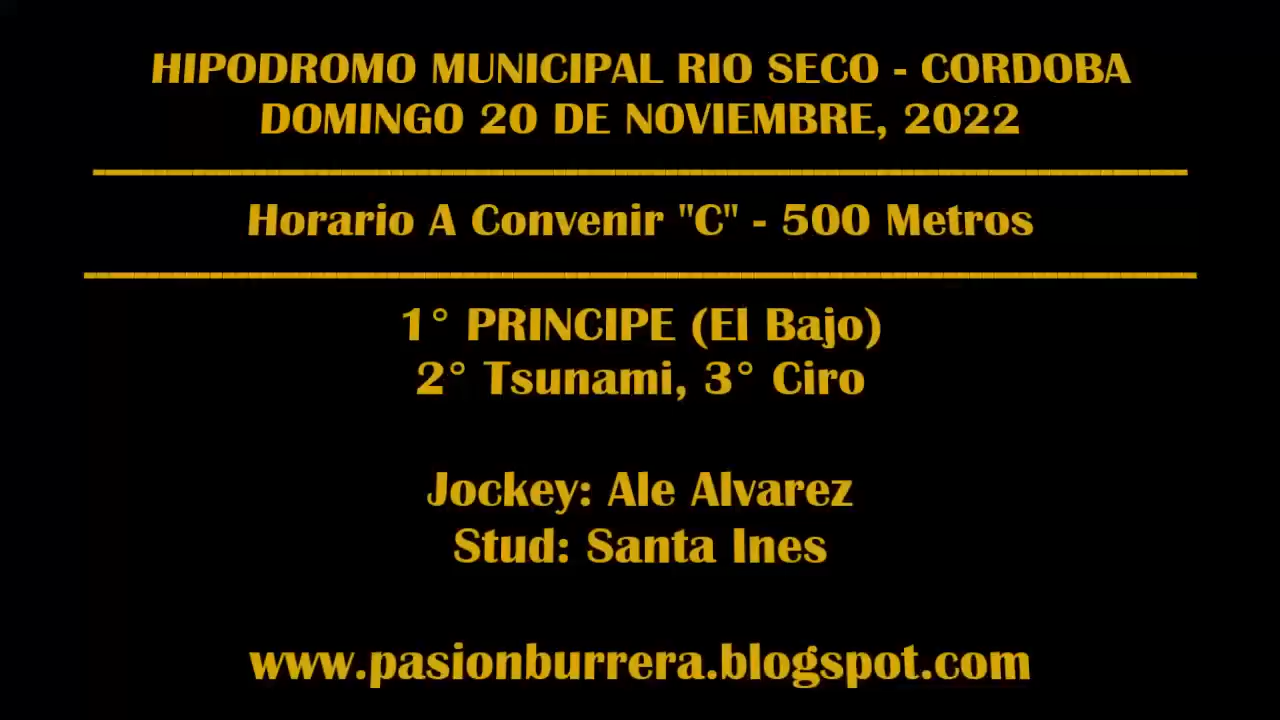 HIPODROMO MUNICIPAL RIO SECO - CORDOBA
DOMINGO 20 DE NOVIEMBRE, 2022
Horario A Convenir "C" - 500 Metros
1° PRINCIPE (El Bajo)
2° Tsunami, 3° Ciro
Jockey: Ale Alvarez
Stud: Santa Ines
www.pasionburrera.blogspot.com